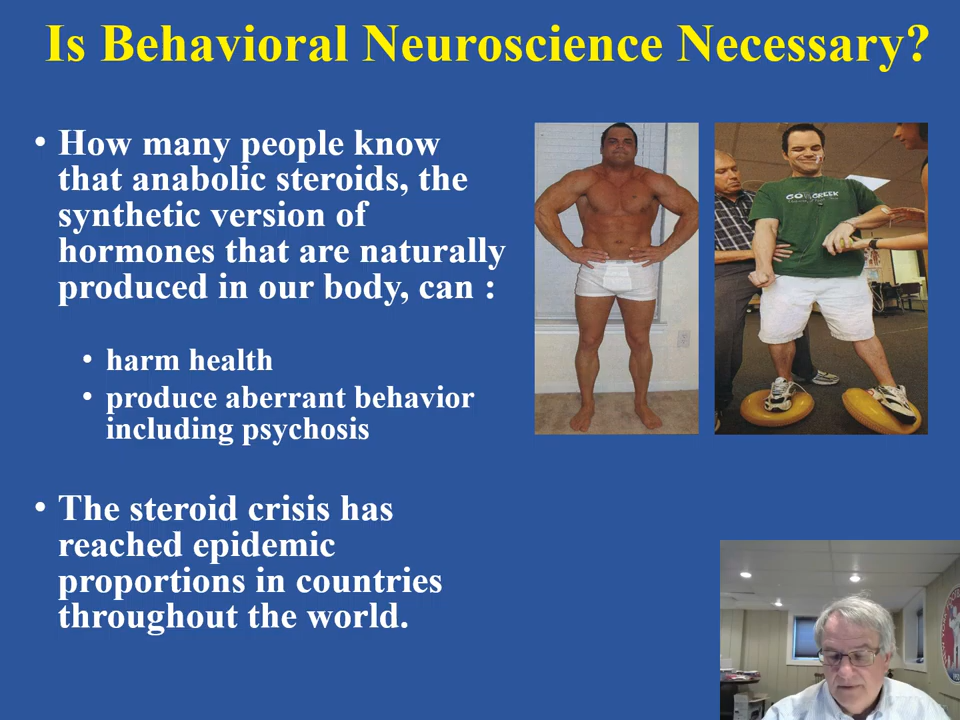 Is Behavioral Neuroscience Necessary?
• How many people know
that anabolic steroids, the
synthetic version of
hormones that are naturally
produced in our body, can :
• harm health
• produce aberrant behavior
including psychosis
• The steroid crisis has
reached epidemic
proportions in countries
throughout the world.
GO GREEK